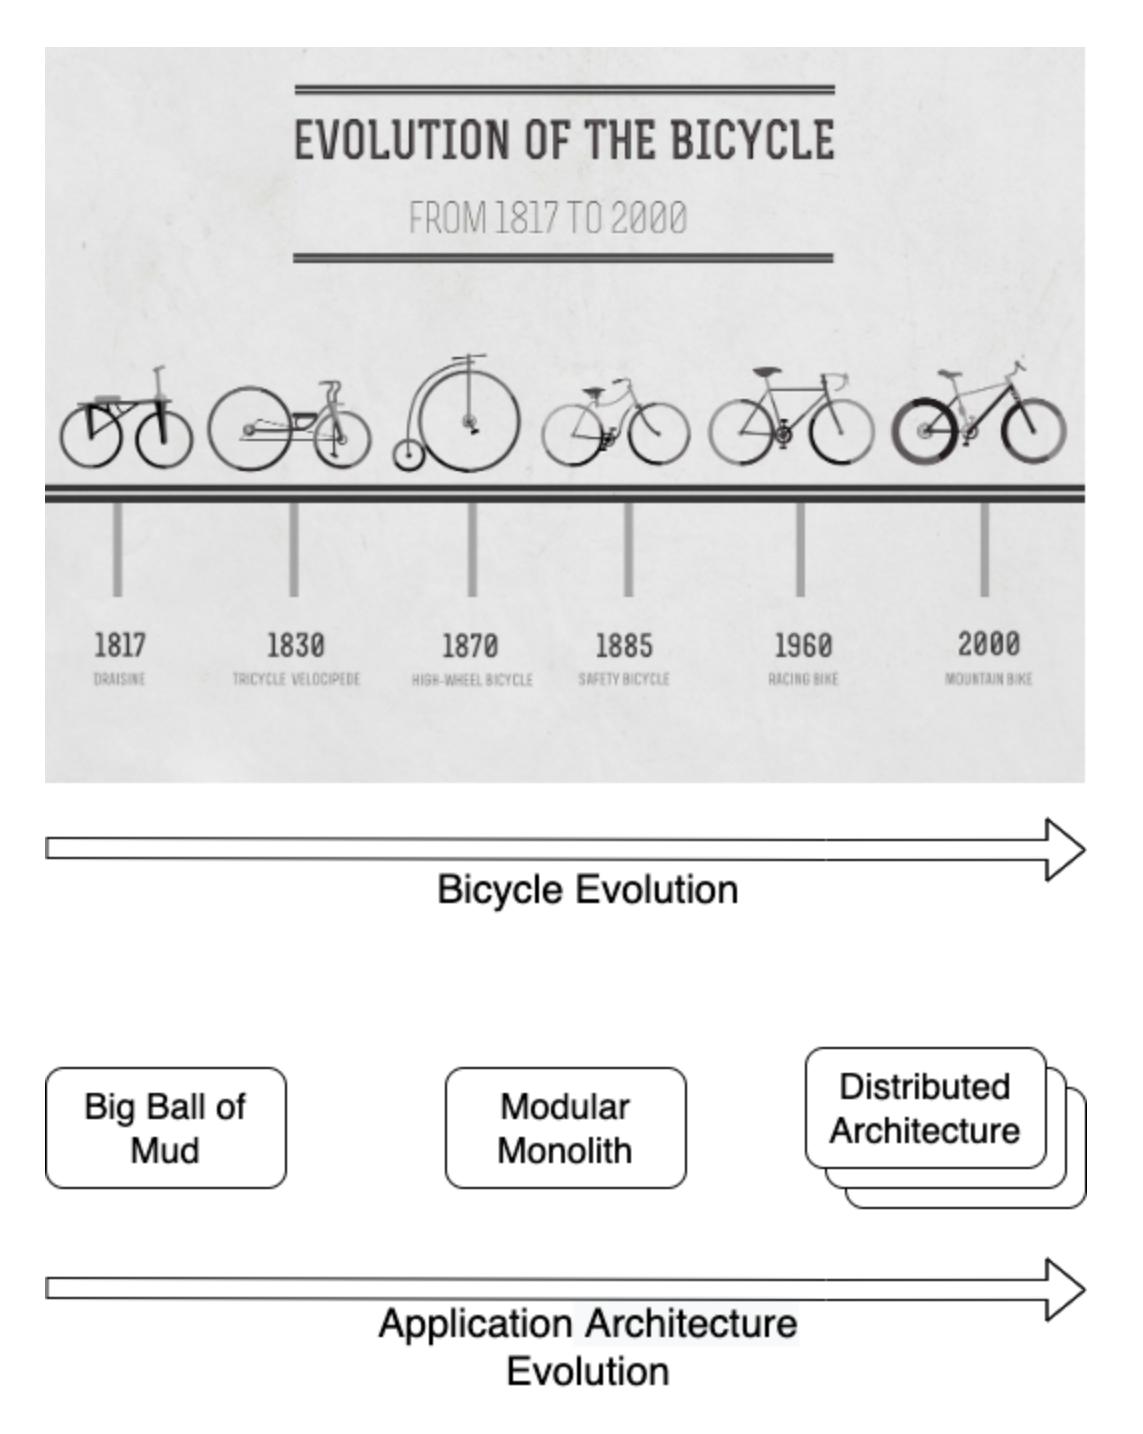 EVOLUTION OF THE BICYCLE
FROM 1817 TO 2000
1817
DRAISINE
1830
TRICYCLE VELOCIPEDE
1870
HIGH-WHEEL BICYCLE
1885
SAFETY BICYCLE
1960
RACING BIKE
2000
MOUNTAIN BIKE
Bicycle Evolution
Big Ball of
Mud
Modular
Monolith
Distributed
Architecture
Application Architecture
Evolution